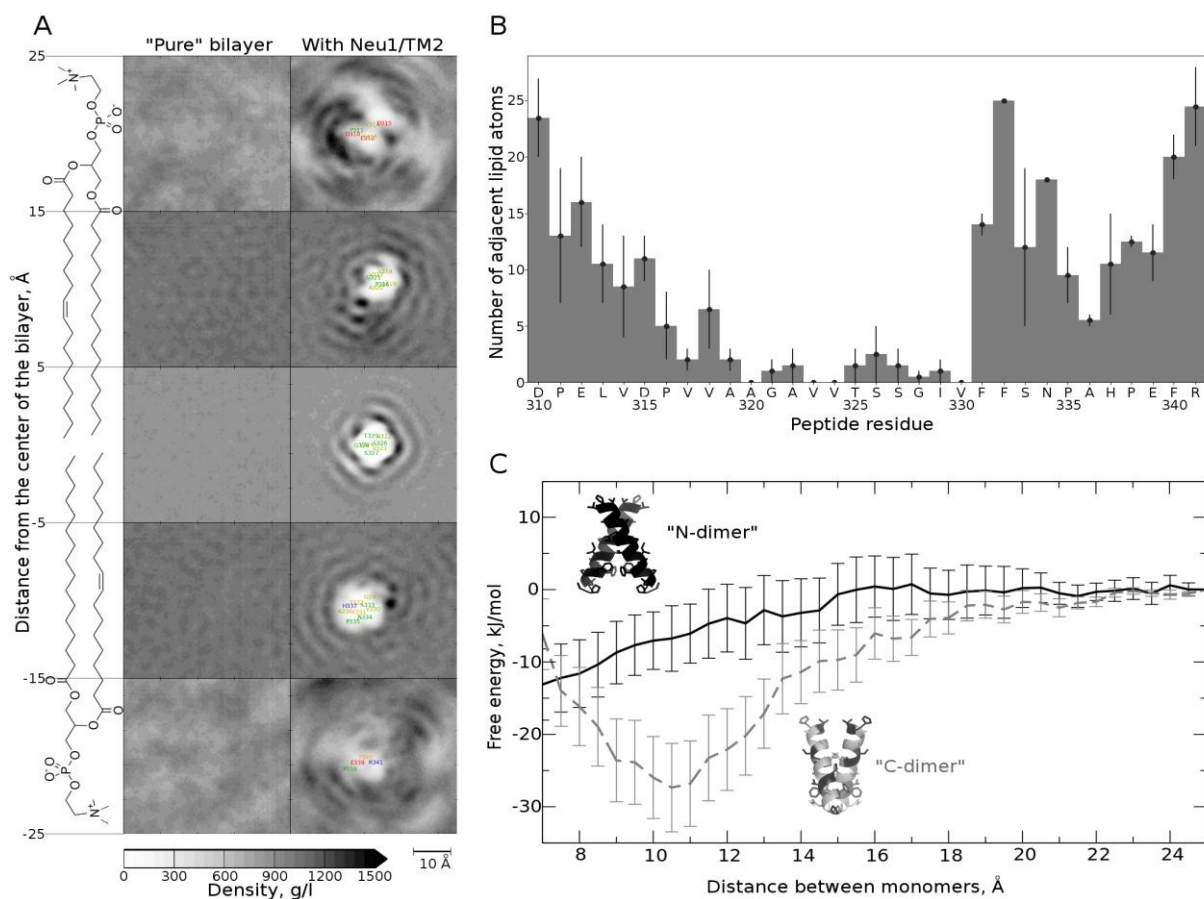 A
"Pure" bilayer
With Neu1/TM2
Distance from the center of the bilayer, Å
25
15
5
-5
-15
-25
N+
O
O
P
O-
O-
O
O
O
O
O
O
O
O
O
P
O-
O-
O
N+
0 300 600 900 1200 1500
Density, g/l
10 Å
B
Number of adjacent lipid atoms
25
20
15
10
5
0
D P E L V D P V V A A G A V V T S S G I V F F S N P A H P E F R
310 315 320 325 330 335 340
Peptide residue
C
Free energy, kJ/mol
10
0
-10
-20
-30
"N-dimer"
"C-dimer"
8 10 12 14 16 18 20 22 24
Distance between monomers, Å